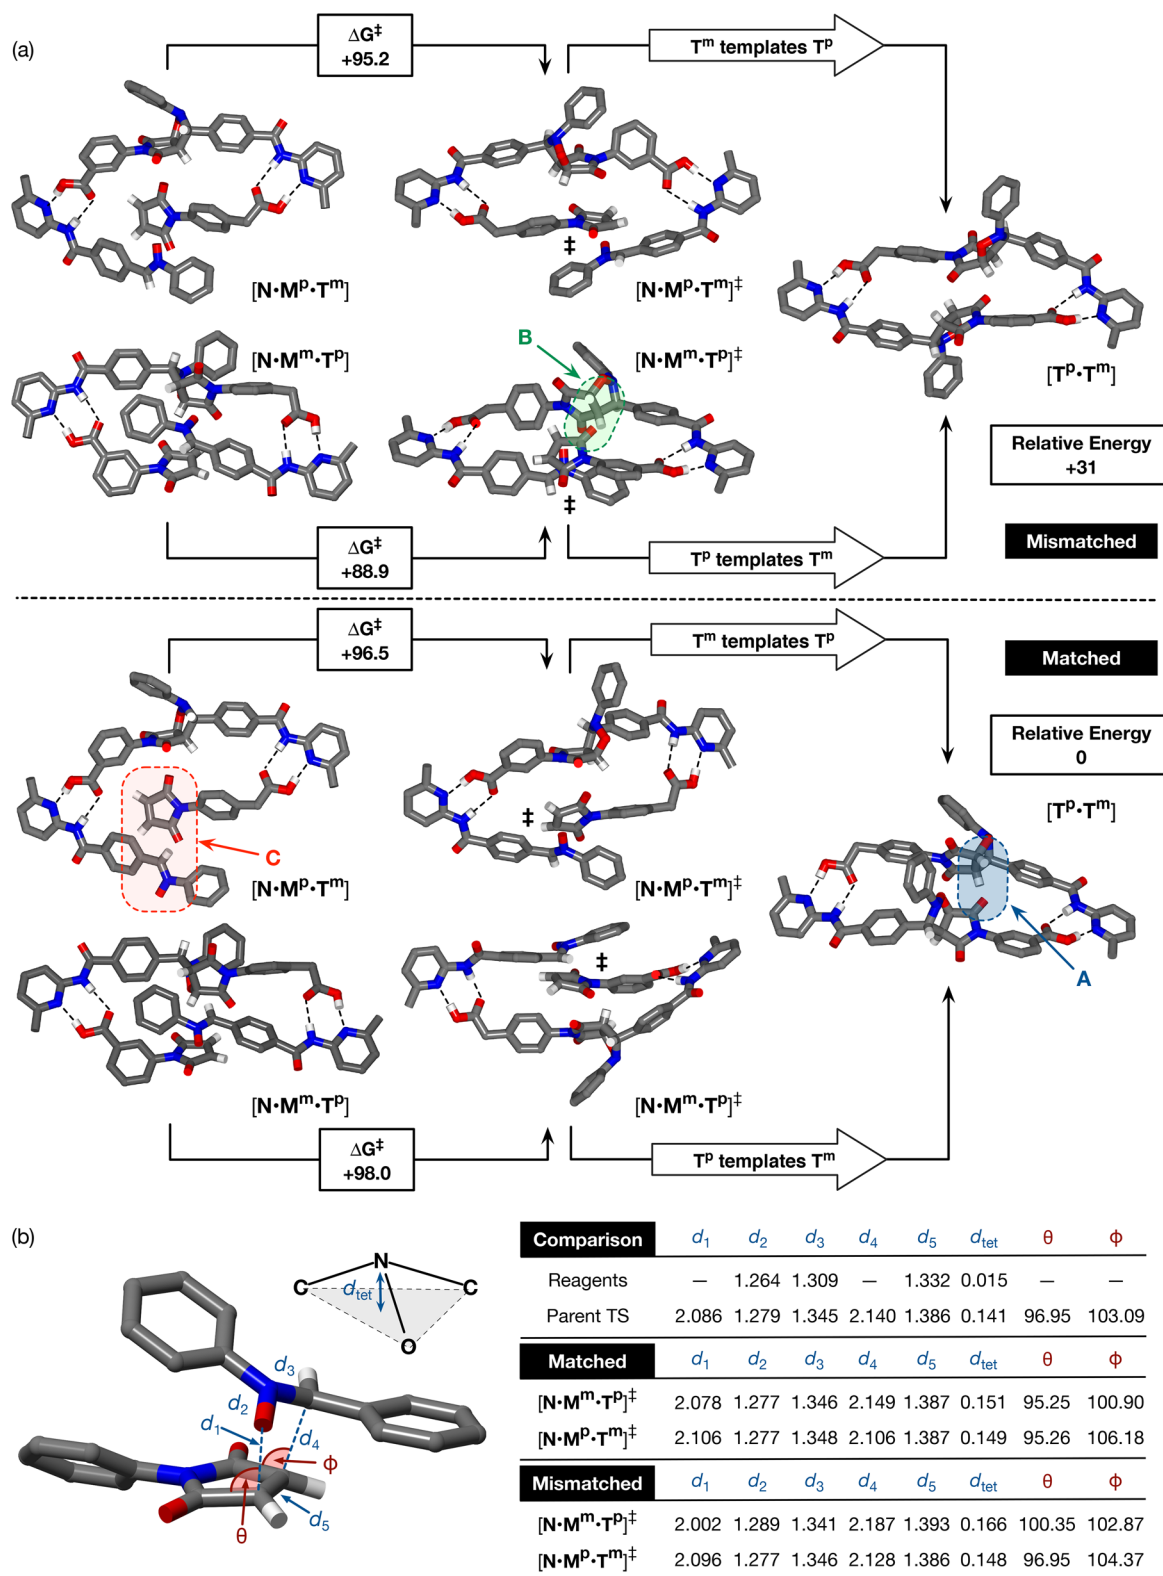 (a)
ΔG‡
+95.2
Tᵐ templates Tᵖ
[N•Mᵖ•Tᵐ]
[N•Mᵖ•Tᵐ]‡
‡
[Tᵖ•Tᵐ]
B
[N•Mᵐ•Tᵖ]
[N•Mᵐ•Tᵖ]‡
‡
Relative Energy
+31
Mismatched
ΔG‡
+88.9
Tᵖ templates Tᵐ
ΔG‡
+96.5
Tᵐ templates Tᵖ
Matched
Relative Energy
0
‡
C
[N•Mᵖ•Tᵐ]
[N•Mᵖ•Tᵐ]‡
[Tᵖ•Tᵐ]
A
‡
[N•Mᵐ•Tᵖ]
[N•Mᵐ•Tᵖ]‡
ΔG‡
+98.0
Tᵖ templates Tᵐ
(b)
N
C
C
O
dtet
d3
d2
d1
d4
ϕ
θ
d5
Comparison d1 d2 d3 d4 d5 dtet θ ϕ
Reagents — 1.264 1.309 — 1.332 0.015 — —
Parent TS 2.086 1.279 1.345 2.140 1.386 0.141 96.95 103.09
Matched d1 d2 d3 d4 d5 dtet θ ϕ
[N•Mᵐ•Tᵖ]‡ 2.078 1.277 1.346 2.149 1.387 0.151 95.25 100.90
[N•Mᵖ•Tᵐ]‡ 2.106 1.277 1.348 2.106 1.387 0.149 95.26 106.18
Mismatched d1 d2 d3 d4 d5 dtet θ ϕ
[N•Mᵐ•Tᵖ]‡ 2.002 1.289 1.341 2.187 1.393 0.166 100.35 102.87
[N•Mᵖ•Tᵐ]‡ 2.096 1.277 1.346 2.128 1.386 0.148 96.95 104.37